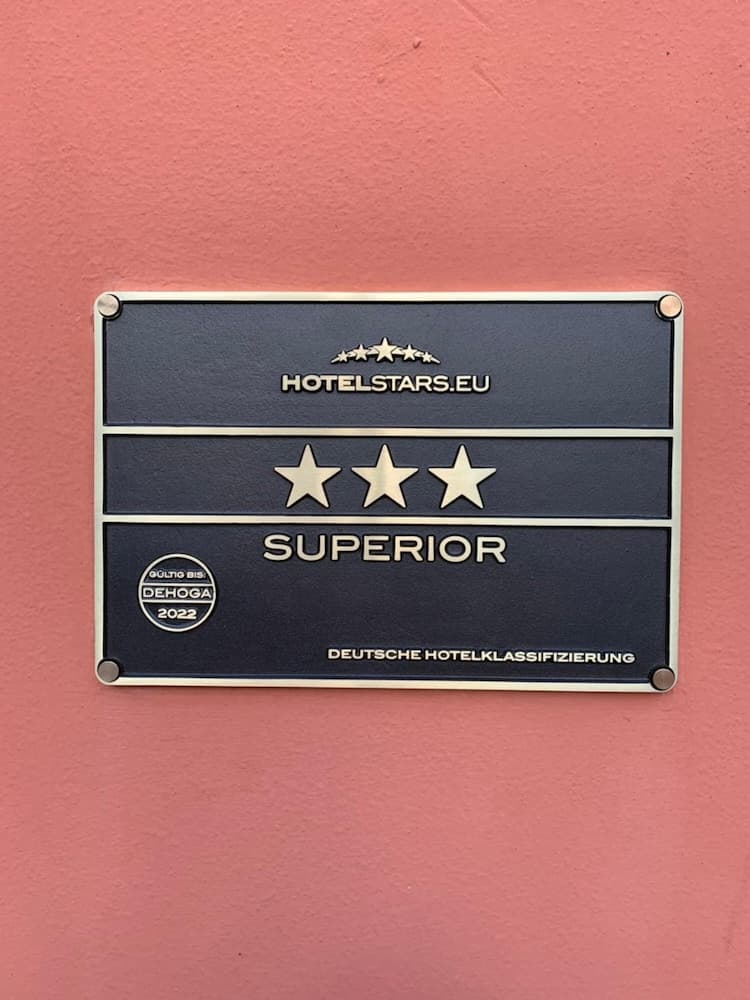 HOTELSTARS.EU
SUPERIOR
GÜLTIG BIS:
DEHOGA
2022
DEUTSCHE HOTELKLASSIFIZIERUNG